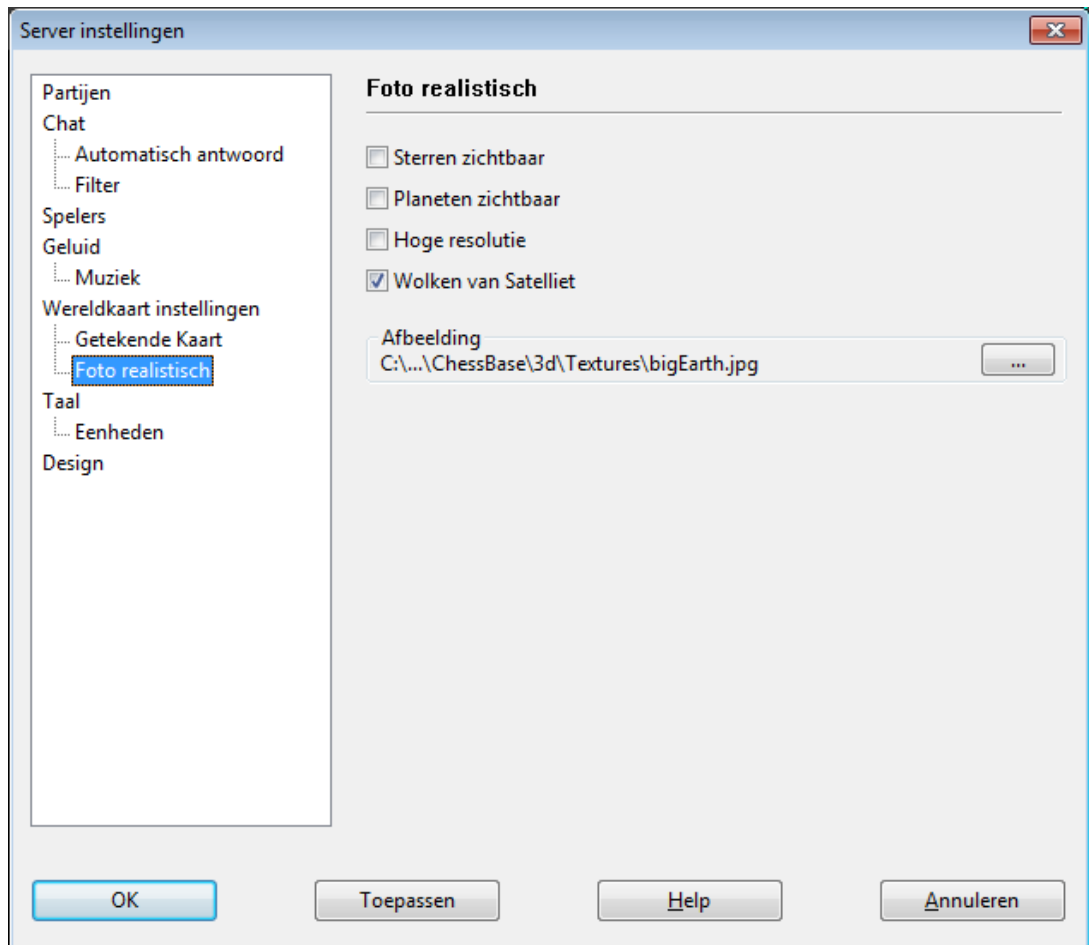 Server instellingen
Partijen
Chat
Automatisch antwoord
Filter
Spelers
Geluid
Muziek
Wereldkaart instellingen
Getekende Kaart
Foto realistisch
Taal
Eenheden
Design
Foto realistisch
Sterren zichtbaar
Planeten zichtbaar
Hoge resolutie
Wolken van Satelliet
Afbeelding
C:\...\ChessBase\3d\Textures\bigEarth.jpg
...
OK
Toepassen
Help
Annuleren